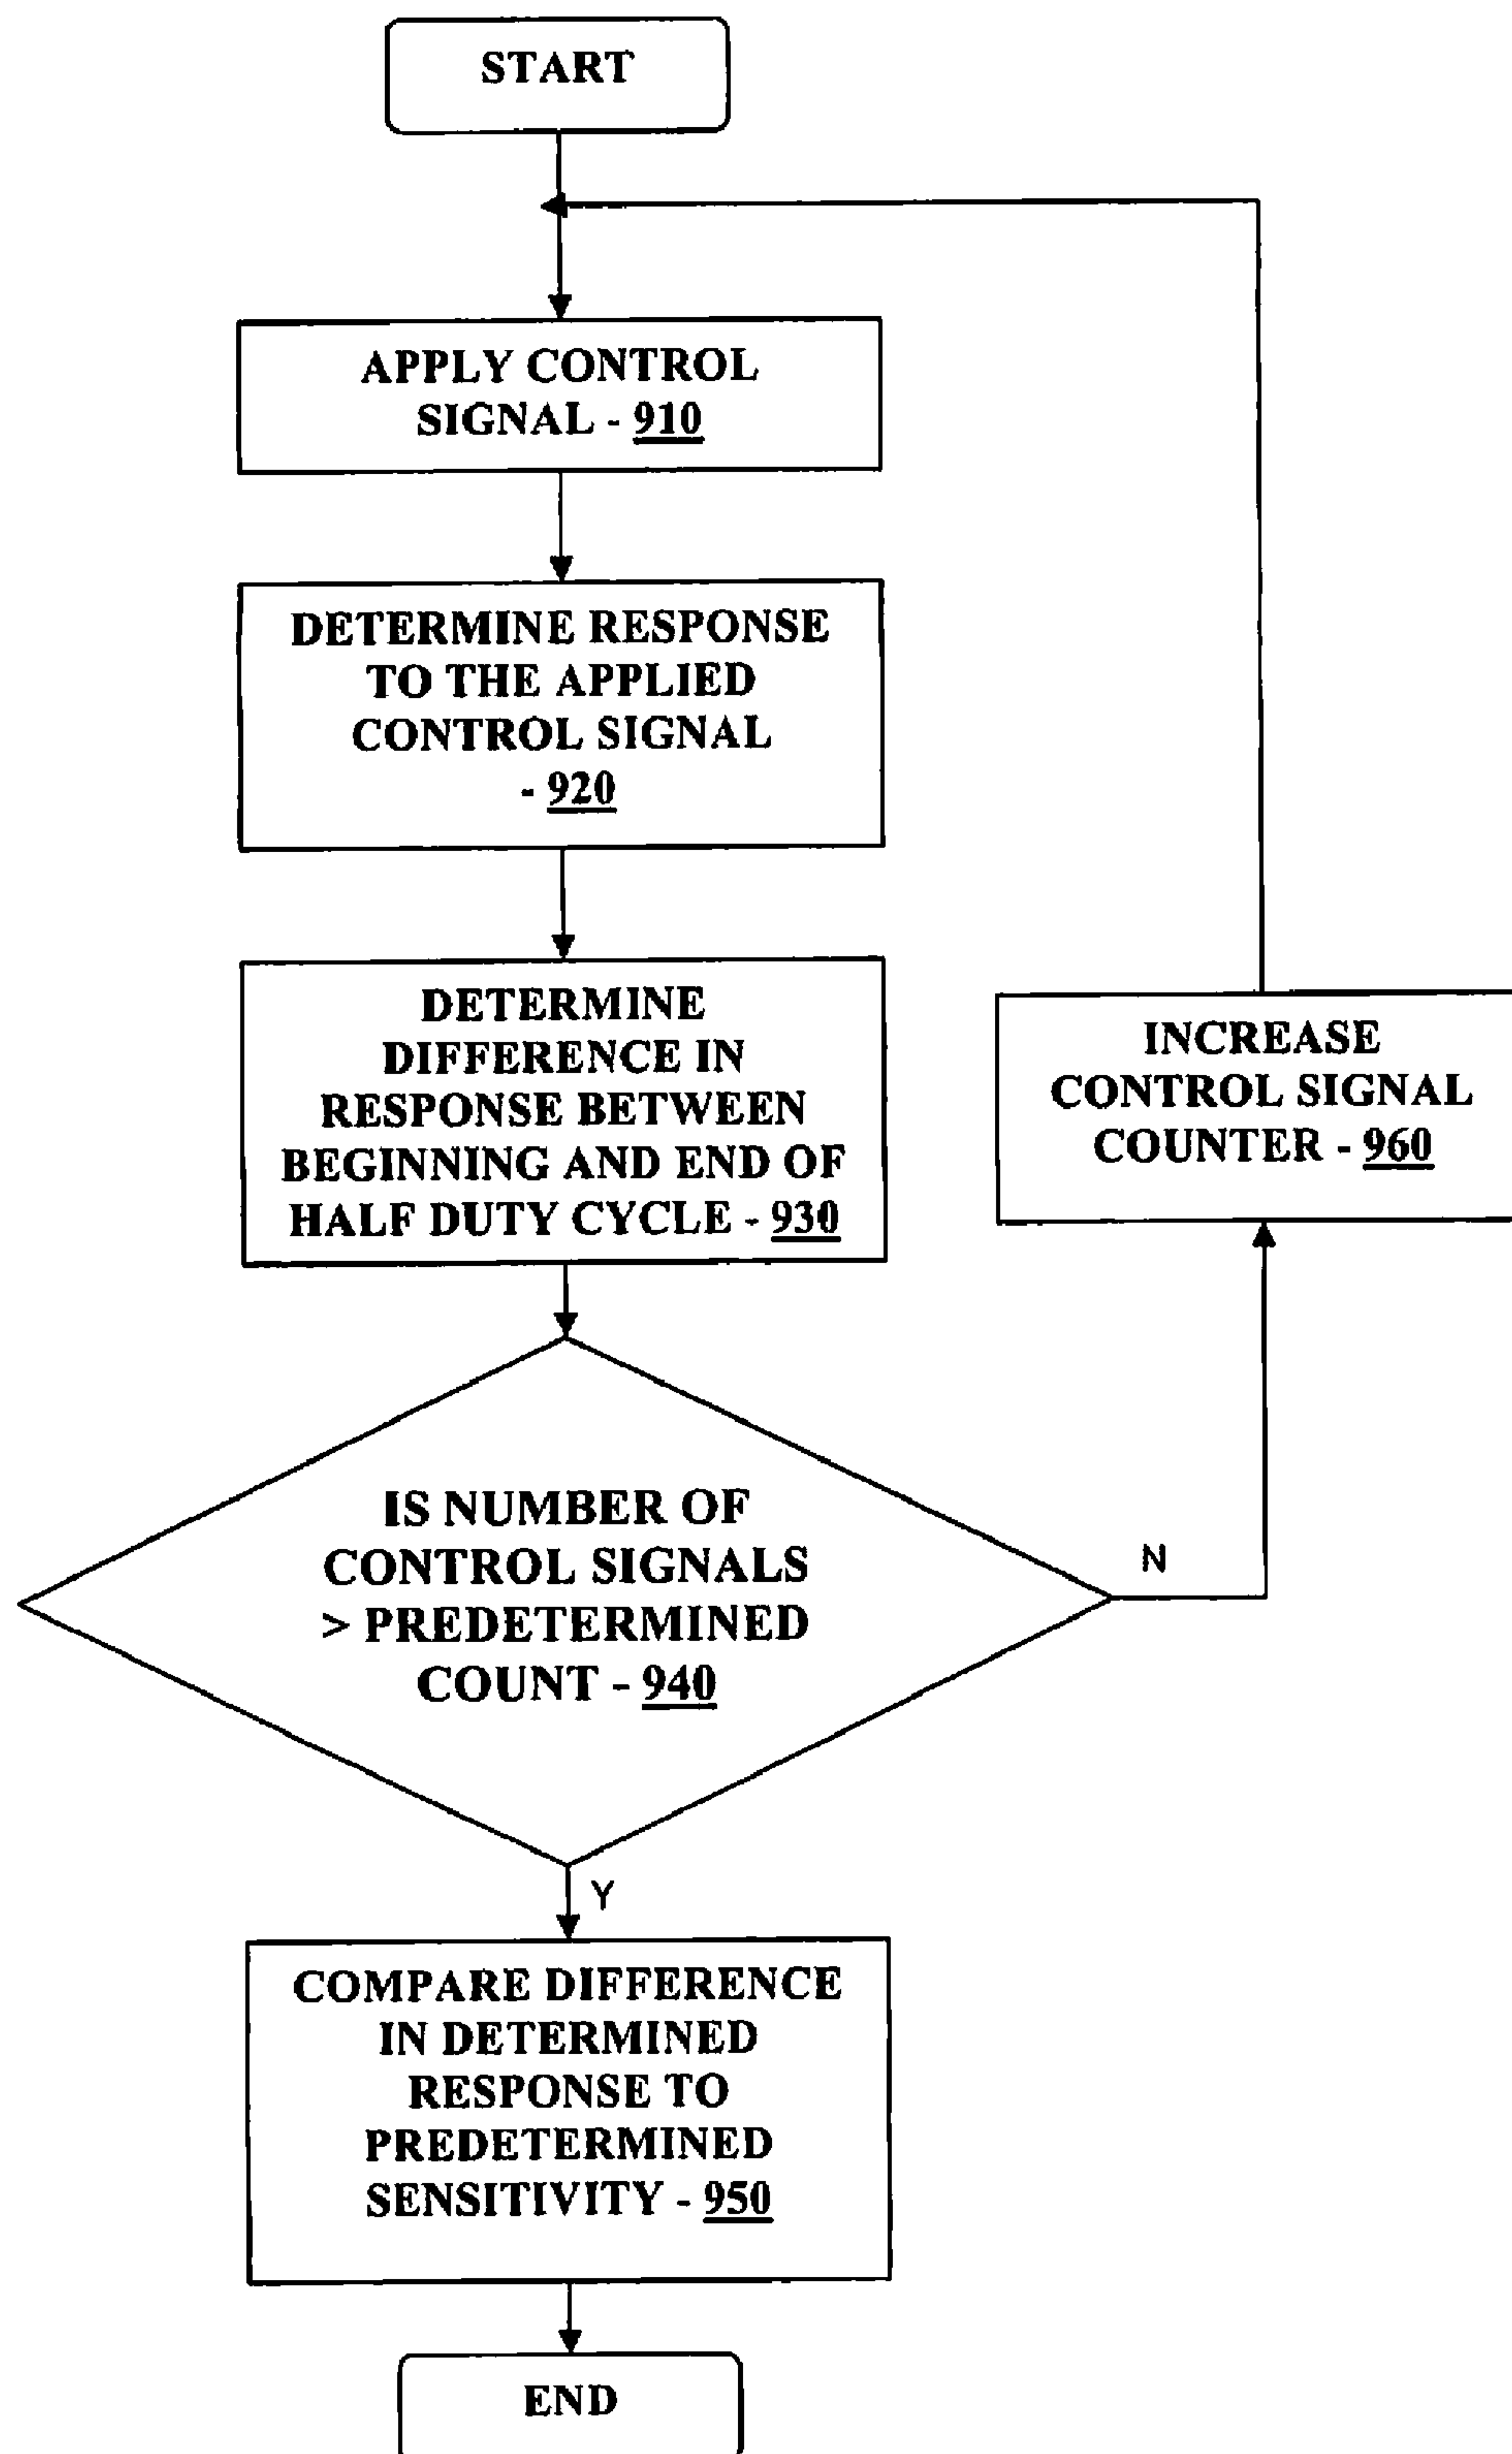 START
APPLY CONTROL
SIGNAL - 910
DETERMINE RESPONSE
TO THE APPLIED
CONTROL SIGNAL
- 920
DETERMINE
DIFFERENCE IN
RESPONSE BETWEEN
BEGINNING AND END OF
HALF DUTY CYCLE - 930
INCREASE
CONTROL SIGNAL
COUNTER - 960
IS NUMBER OF
CONTROL SIGNALS
> PREDETERMINED
COUNT - 940
N
Y
COMPARE DIFFERENCE
IN DETERMINED
RESPONSE TO
PREDETERMINED
SENSITIVITY - 950
END